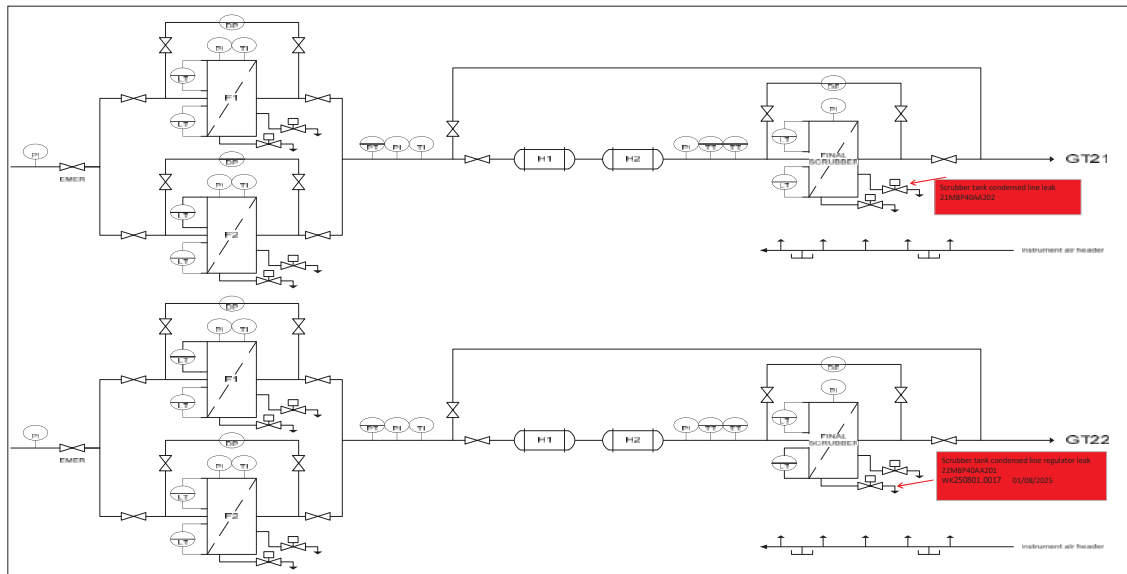 DP
PI TI
LT
F1
LT
DP
PI
LT
PI
EMER
PT PI TI
H1
H2
PI TT TT
FINAL
SCRUBBER
LT
GT21
Scrubber tank condensed line leak
21MBP40AA202
DP
PI TI
LT
F2
LT
Instrument air header
DP
PI TI
LT
F1
LT
DP
PI
LT
PI
EMER
PT PI TI
H1
H2
PI TT TT
FINAL
SCRUBBER
LT
GT22
Scrubber tank condensed line regulator leak
22MBP40AA201
WK250801.0017 01/08/2025
DP
PI TI
LT
F2
LT
Instrument air header